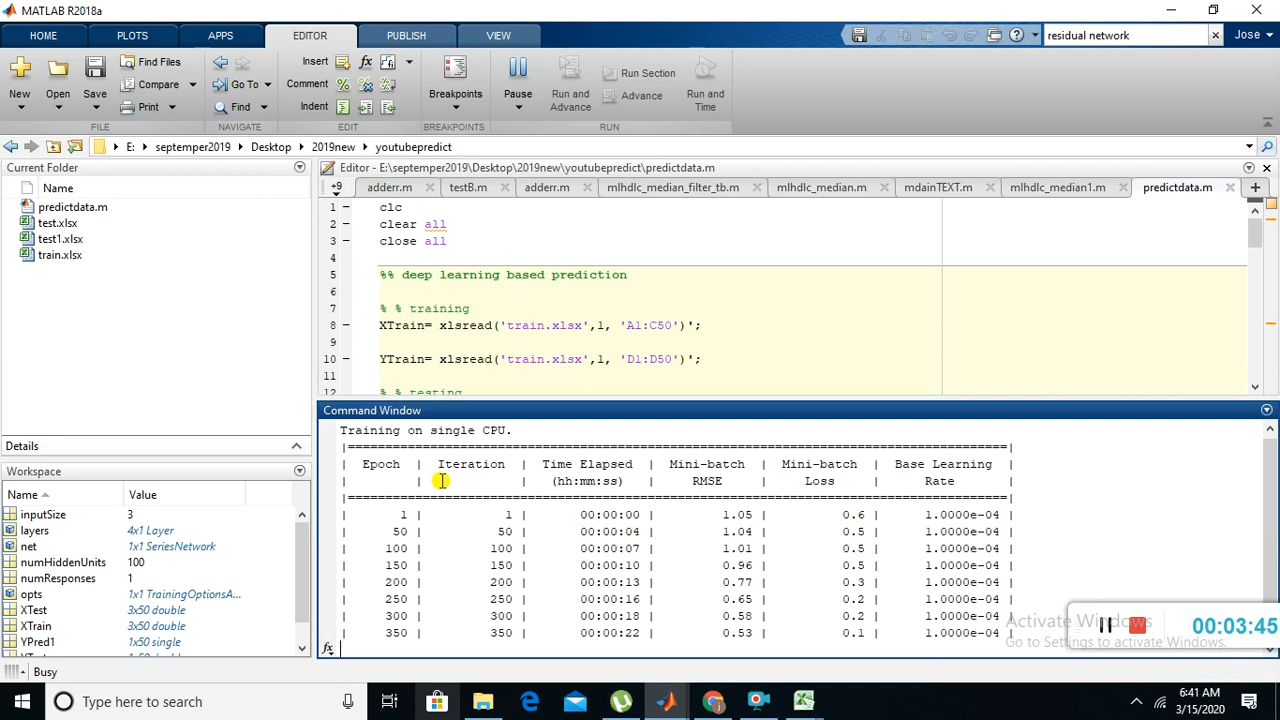 MATLAB R2018a
HOME PLOTS APPS EDITOR PUBLISH VIEW residual network Jose
New Open Save Find Files Compare Print Go To Find Insert Comment Indent fx Breakpoints Pause Run and Advance Run Section Advance Run and Time
FILE NAVIGATE EDIT BREAKPOINTS RUN
E: septemper2019 Desktop 2019new youtubepredict
Current Folder
Name
predictdata.m
test.xlsx
test1.xlsx
train.xlsx
Details
Workspace
Name Value
inputSize 3
layers 4x1 Layer
net 1x1 SeriesNetwork
numHiddenUnits 100
numResponses 1
opts 1x1 TrainingOptionsA...
XTest 3x50 double
XTrain 3x50 double
YPred1 1x50 single
Editor - E:\septemper2019\Desktop\2019new\youtubepredict\predictdata.m
+9 adderr.m testB.m adderr.m mlhdlc_median_filter_tb.m mlhdlc_median.m mdainTEXT.m mlhdlc_median1.m predictdata.m
1 clc
2 clear all
3 close all
4
5 %% deep learning based prediction
6
7 % % training
8 XTrain= xlsread('train.xlsx',1, 'A1:C50')';
9
10 YTrain= xlsread('train.xlsx',1, 'D1:D50')';
11
12 % % testing
Command Window
Training on single CPU.
|========================================================================================|
| Epoch | Iteration | Time Elapsed | Mini-batch | Mini-batch | Base Learning |
| | | (hh:mm:ss) | RMSE | Loss | Rate |
|========================================================================================|
| 1 | 1 | 00:00:00 | 1.05 | 0.6 | 1.0000e-04 |
| 50 | 50 | 00:00:04 | 1.04 | 0.5 | 1.0000e-04 |
| 100 | 100 | 00:00:07 | 1.01 | 0.5 | 1.0000e-04 |
| 150 | 150 | 00:00:10 | 0.96 | 0.5 | 1.0000e-04 |
| 200 | 200 | 00:00:13 | 0.77 | 0.3 | 1.0000e-04 |
| 250 | 250 | 00:00:16 | 0.65 | 0.2 | 1.0000e-04 |
| 300 | 300 | 00:00:18 | 0.58 | 0.2 | 1.0000e-04 |
| 350 | 350 | 00:00:22 | 0.53 | 0.1 | 1.0000e-04 |
fx
Activate Windows
Go to Settings to activate Windows.
00:03:45
Busy
Type here to search
6:41 AM
3/15/2020